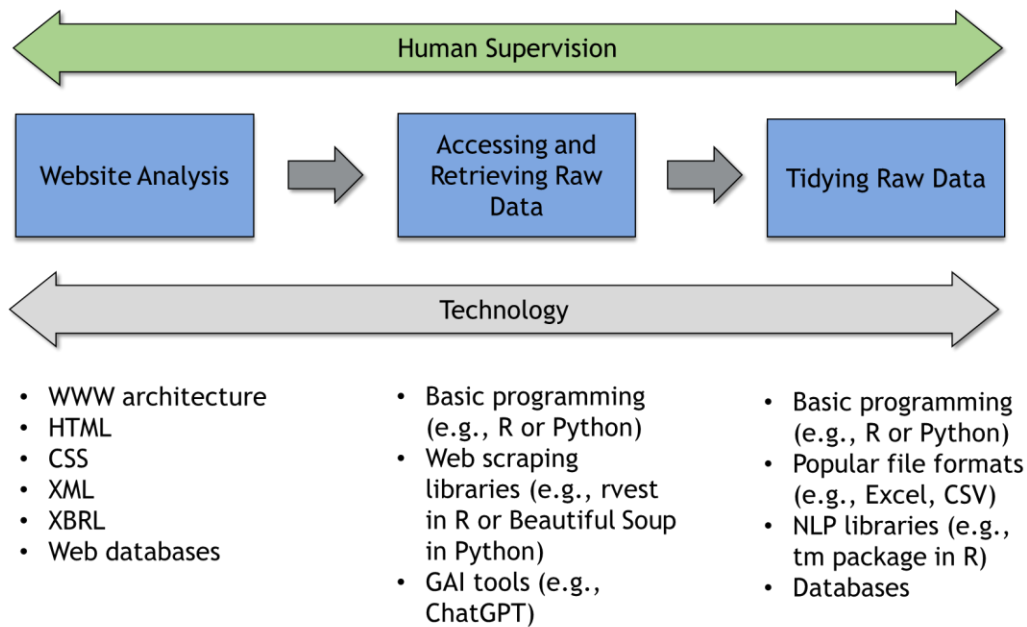 Human Supervision
Website Analysis
Accessing and
Retrieving Raw
Data
Tidying Raw Data
Technology
• WWW architecture
• HTML
• CSS
• XML
• XBRL
• Web databases
• Basic programming
(e.g., R or Python)
• Web scraping
libraries (e.g., rvest
in R or Beautiful Soup
in Python)
• GAI tools (e.g.,
ChatGPT)
• Basic programming
(e.g., R or Python)
• Popular file formats
(e.g., Excel, CSV)
• NLP libraries (e.g.,
tm package in R)
• Databases